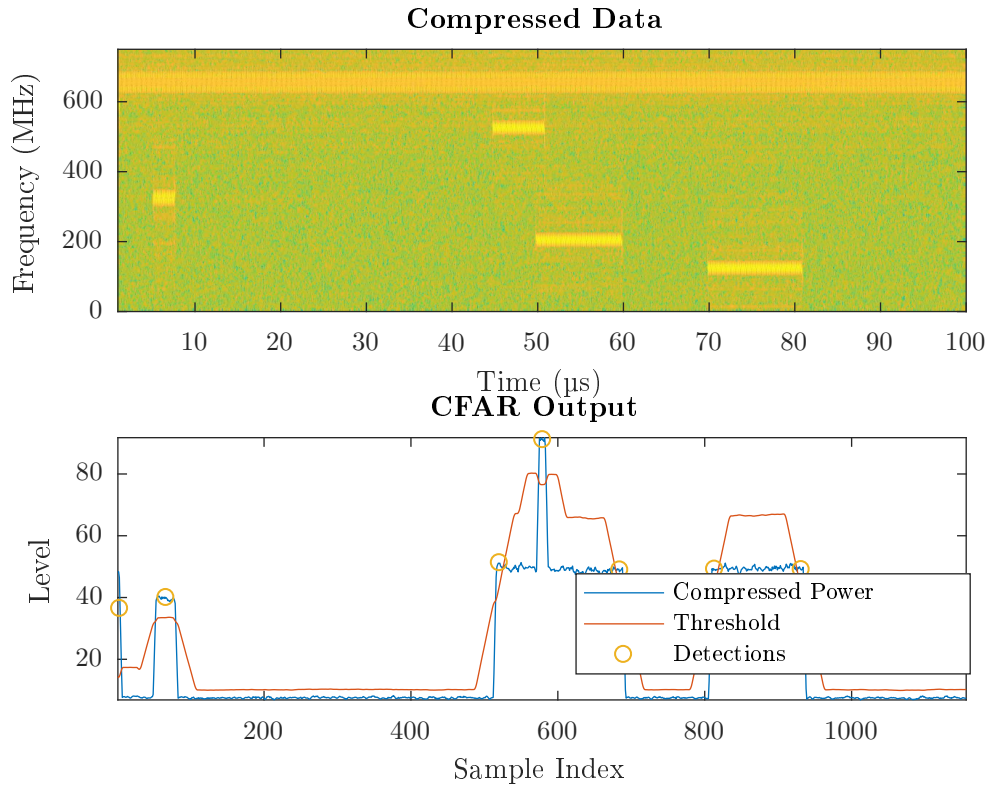 Compressed Data
Frequency (MHz)
600
400
200
0
10 20 30 40 50 60 70 80 90 100
Time (µs)
CFAR Output
Level
80
60
40
20
Compressed Power
Threshold
Detections
200 400 600 800 1000
Sample Index